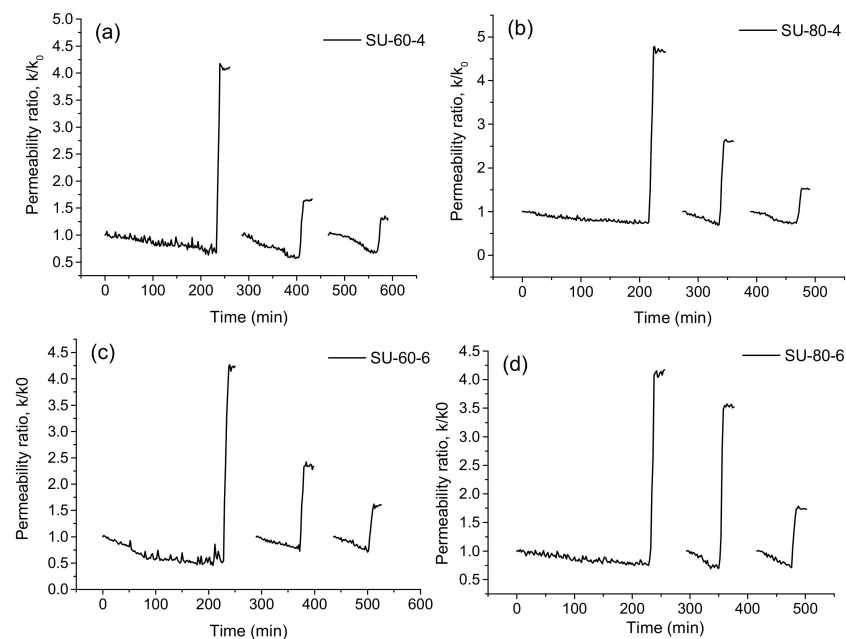 (a)
SU-60-4
Permeability ratio, k/k₀
5.0
4.5
4.0
3.5
3.0
2.5
2.0
1.5
1.0
0.5
0 100 200 300 400 500 600
Time (min)
(b)
SU-80-4
Permeability ratio, k/k₀
5
4
3
2
1
0
0 100 200 300 400 500
Time (min)
(c)
SU-60-6
Permeability ratio, k/k0
4.5
4.0
3.5
3.0
2.5
2.0
1.5
1.0
0.5
0.0
0 100 200 300 400 500 600
Time (min)
(d)
SU-80-6
Permeability ratio, k/k0
4.5
4.0
3.5
3.0
2.5
2.0
1.5
1.0
0.5
0 100 200 300 400 500
Time (min)